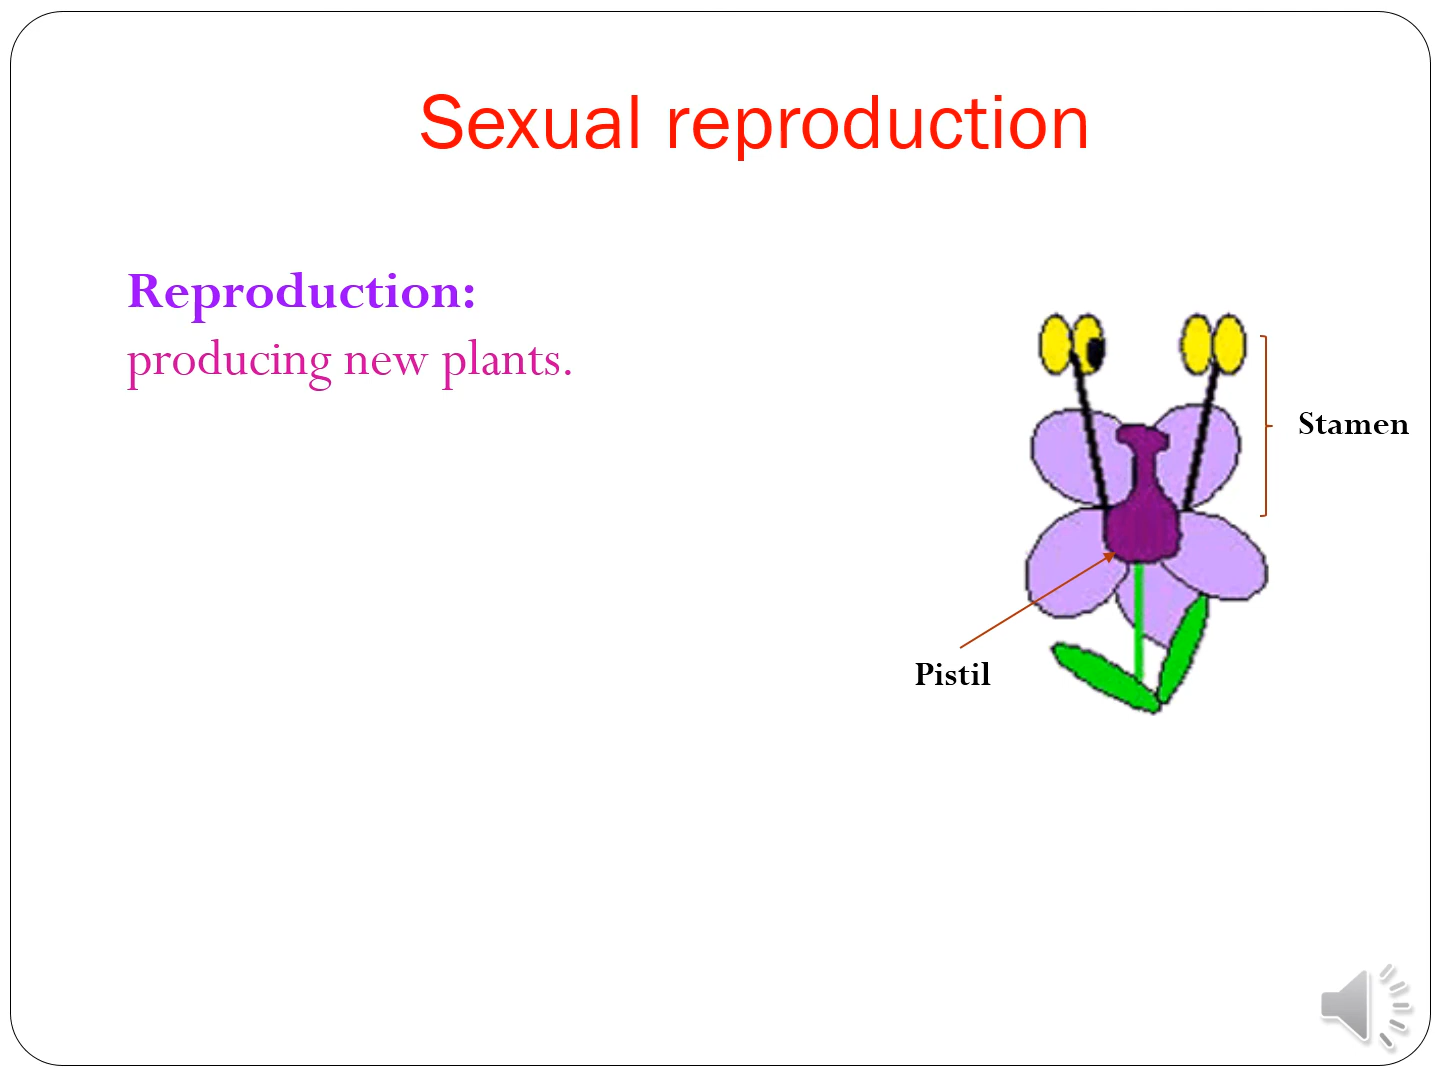 Sexual reproduction
Reproduction:
producing new plants.
Stamen
Pistil